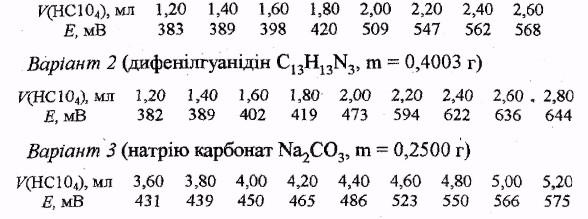 V(HClO₄), мл 1,20 1,40 1,60 1,80 2,00 2,20 2,40 2,60
E, мВ 383 389 398 420 509 547 562 568
Варіант 2 (дифенілгуанідін C₁₃H₁₃N₃, m = 0,4003 г)
V(HClO₄), мл 1,20 1,40 1,60 1,80 2,00 2,20 2,40 2,60 . 2,80
E, мВ 382 389 402 419 473 594 622 636 644
Варіант 3 (натрію карбонат Na₂CO₃, m = 0,2500 г)
V(HClO₄), мл 3,60 3,80 4,00 4,20 4,40 4,60 4,80 5,00 5,20
E, мВ 431 439 450 465 486 523 550 566 575